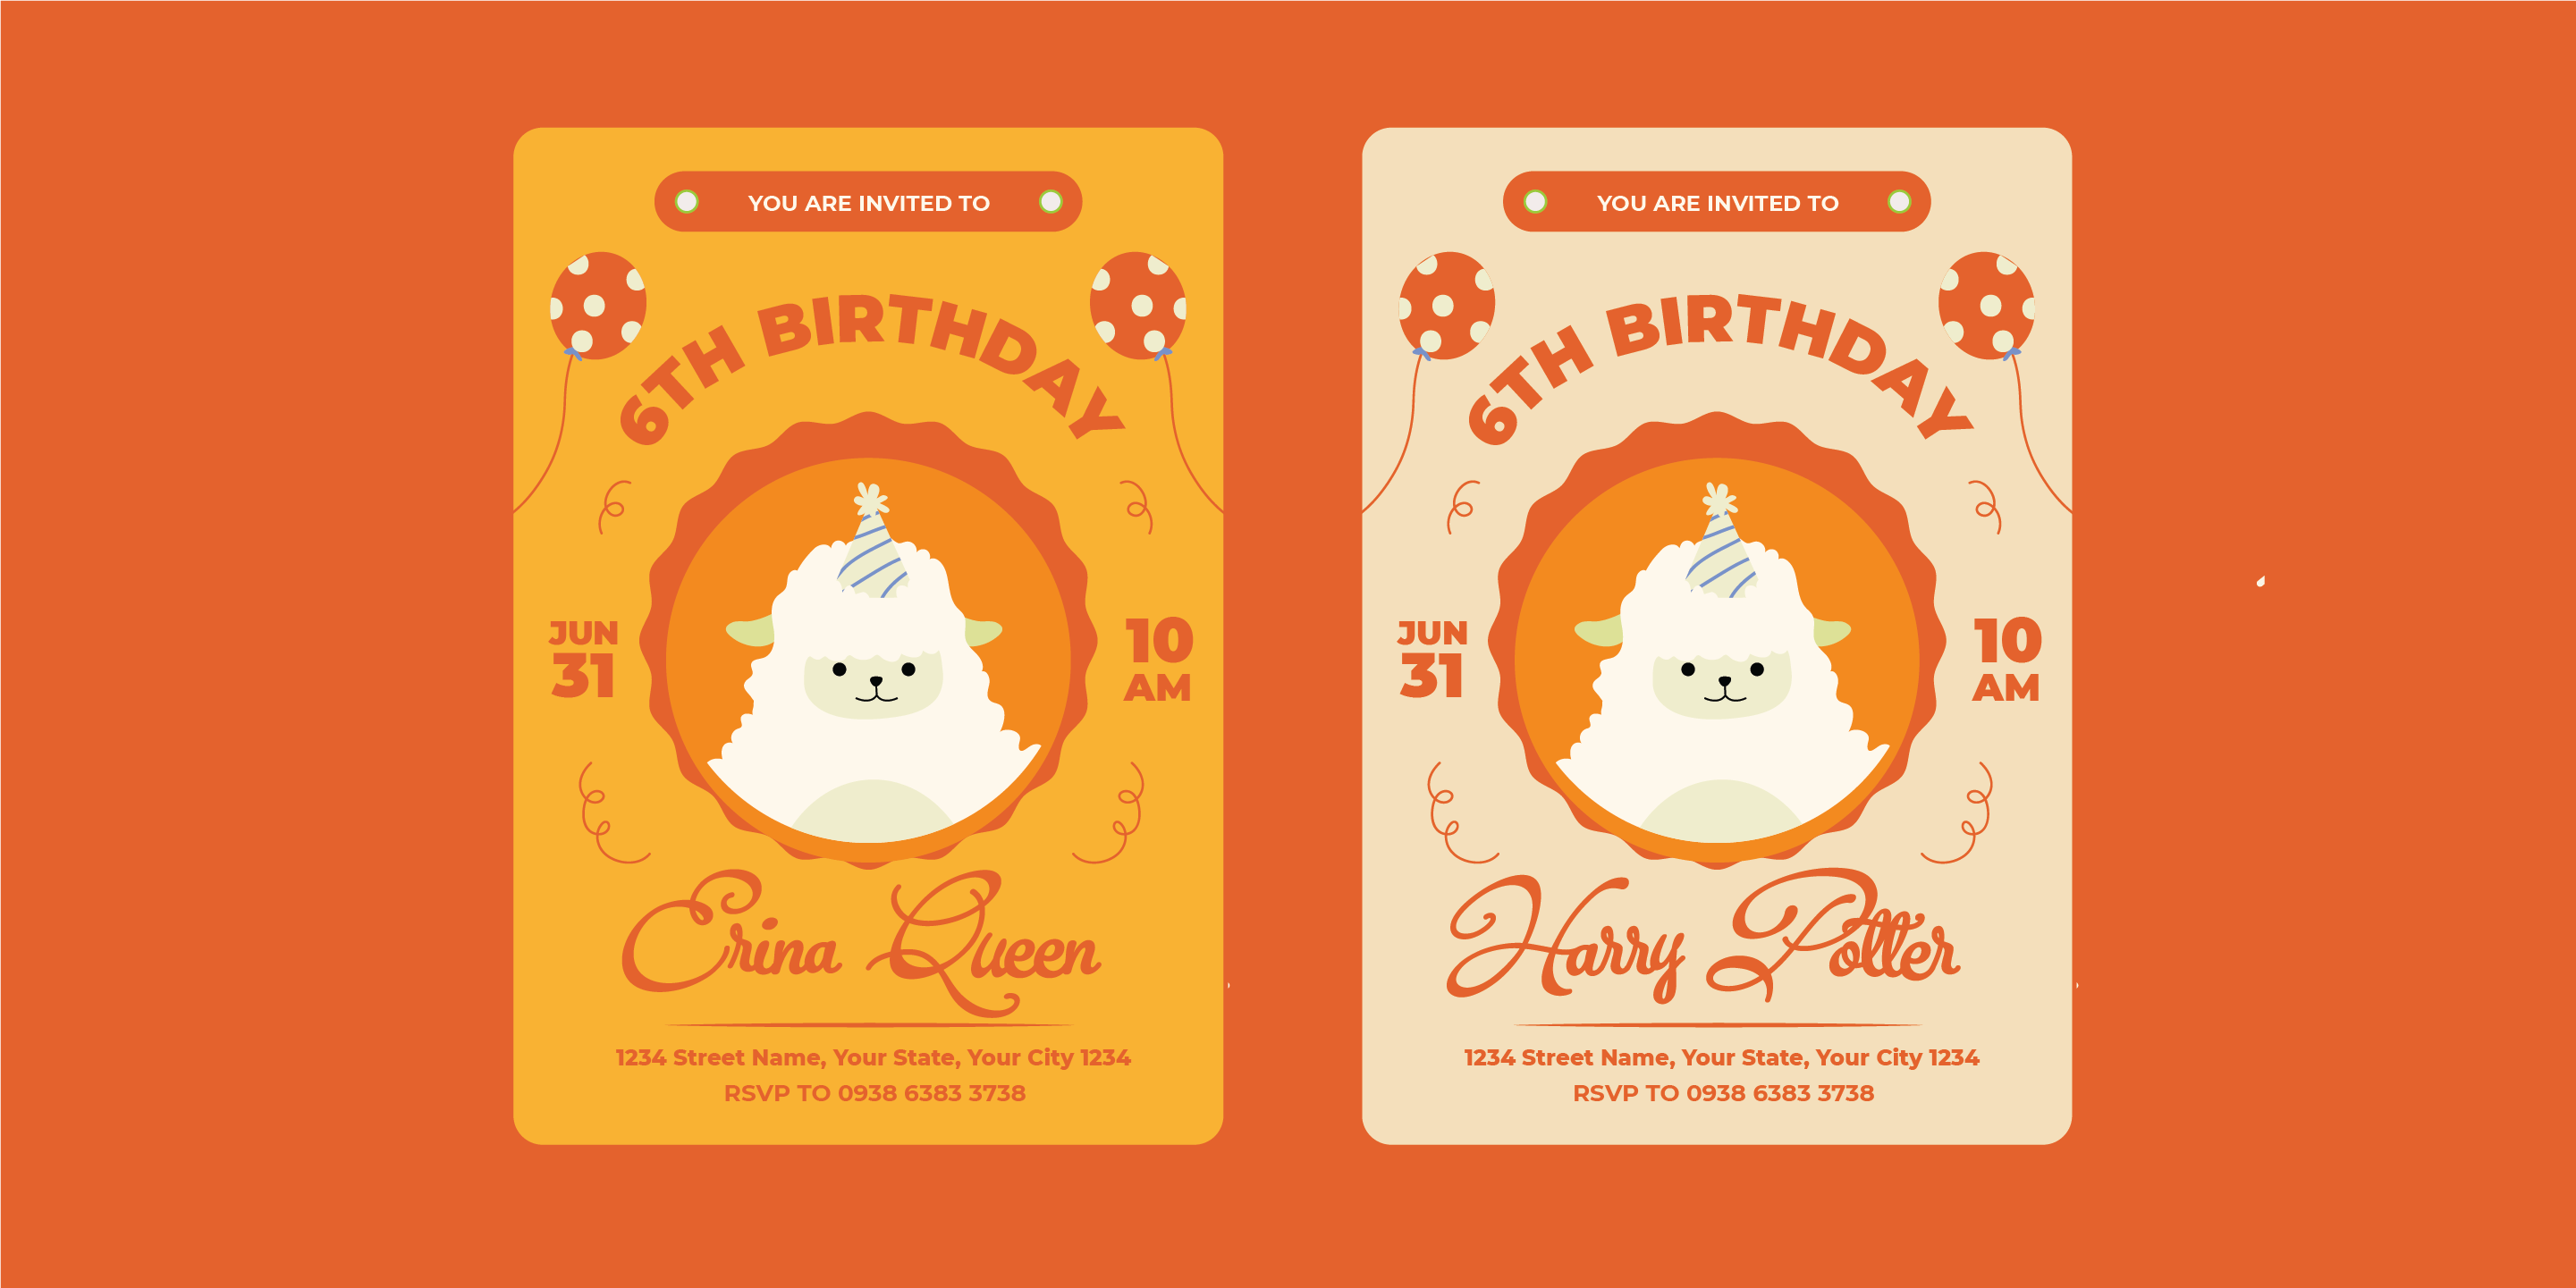 YOU ARE INVITED TO
6TH BIRTHDAY
JUN
31
10
AM
Erina Queen
1234 Street Name, Your State, Your City 1234
RSVP TO 0938 6383 3738
YOU ARE INVITED TO
6TH BIRTHDAY
JUN
31
10
AM
Harry Potter
1234 Street Name, Your State, Your City 1234
RSVP TO 0938 6383 3738